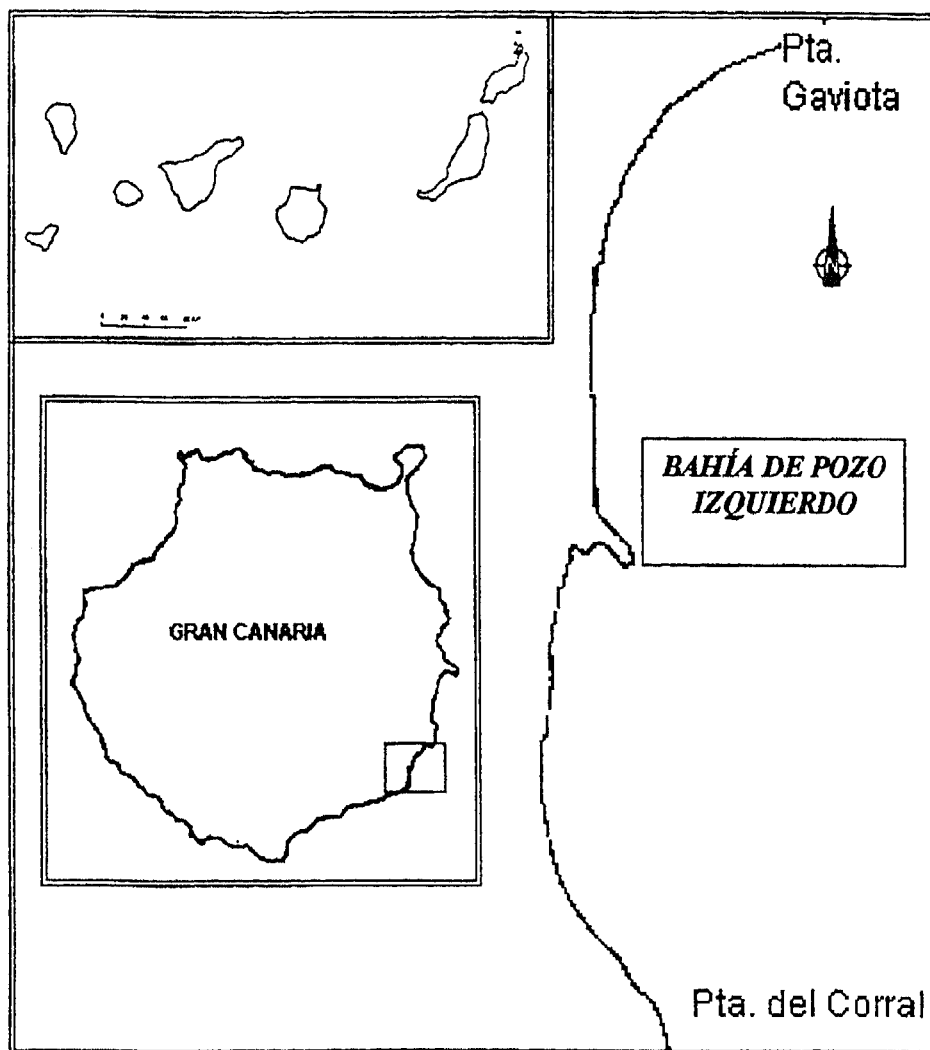 Pta.
Gaviota
BAHÍA DE POZO
IZQUIERDO
GRAN CANARIA
Pta. del Corral